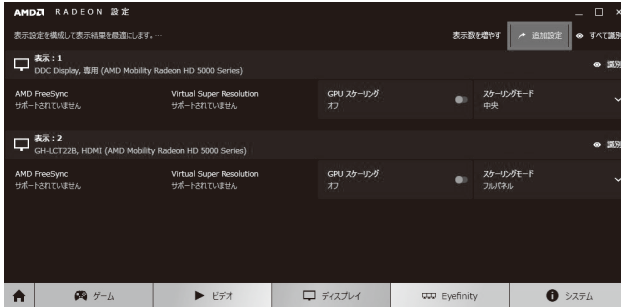 AMD RADEON 設定
表示設定を構成して表示結果を最適にします。…
表示数を増やす 追加設定 すべて識別
表示：1
DDC Display, 専用 (AMD Mobility Radeon HD 5000 Series)
識別
AMD FreeSync
サポートされていません
Virtual Super Resolution
サポートされていません
GPU スケーリング
オフ
スケーリングモード
中央
表示：2
GH-LCT22B, HDMI (AMD Mobility Radeon HD 5000 Series)
識別
AMD FreeSync
サポートされていません
Virtual Super Resolution
サポートされていません
GPU スケーリング
オフ
スケーリングモード
フルパネル
ゲーム ビデオ ディスプレイ Eyefinity システム